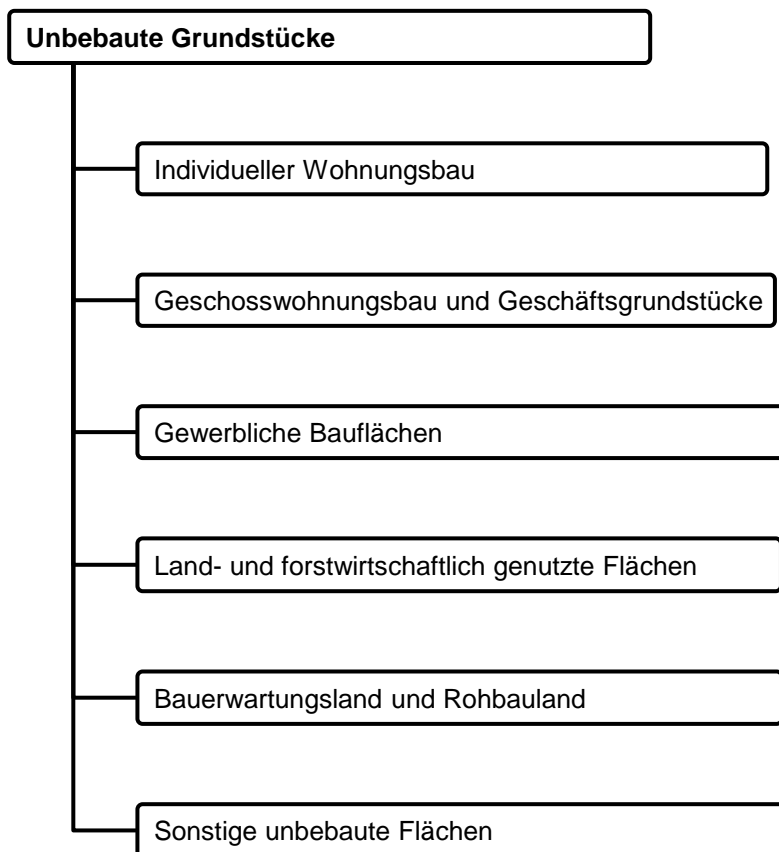 Unbebaute Grundstücke
Individueller Wohnungsbau
Geschosswohnungsbau und Geschäftsgrundstücke
Gewerbliche Bauflächen
Land- und forstwirtschaftlich genutzte Flächen
Bauerwartungsland und Rohbauland
Sonstige unbebaute Flächen